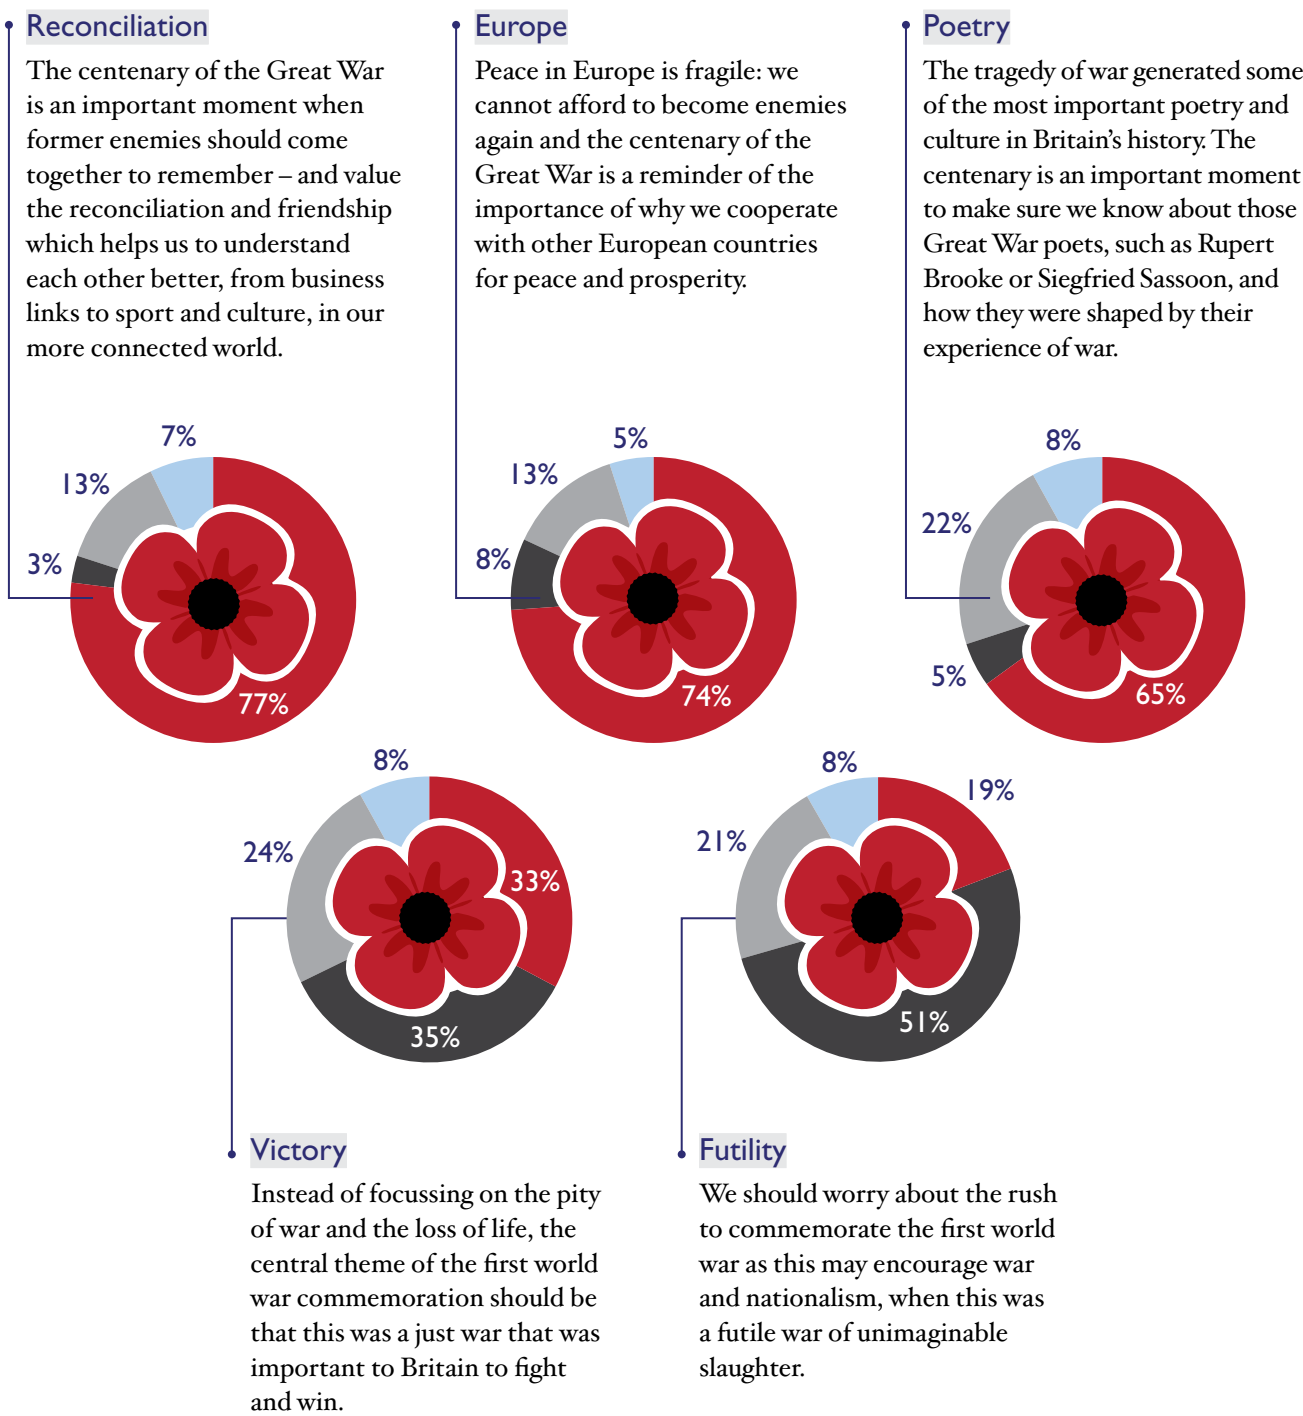 Reconciliation
The centenary of the Great War
is an important moment when
former enemies should come
together to remember – and value
the reconciliation and friendship
which helps us to understand
each other better, from business
links to sport and culture, in our
more connected world.
Europe
Peace in Europe is fragile: we
cannot afford to become enemies
again and the centenary of the
Great War is a reminder of the
importance of why we cooperate
with other European countries
for peace and prosperity.
Poetry
The tragedy of war generated some
of the most important poetry and
culture in Britain’s history. The
centenary is an important moment
to make sure we know about those
Great War poets, such as Rupert
Brooke or Siegfried Sassoon, and
how they were shaped by their
experience of war.
7%
13%
3%
77%
5%
13%
8%
74%
8%
22%
5%
65%
8%
24%
33%
35%
8%
19%
21%
51%
Victory
Instead of focussing on the pity
of war and the loss of life, the
central theme of the first world
war commemoration should be
that this was a just war that was
important to Britain to fight
and win.
Futility
We should worry about the rush
to commemorate the first world
war as this may encourage war
and nationalism, when this was
a futile war of unimaginable
slaughter.